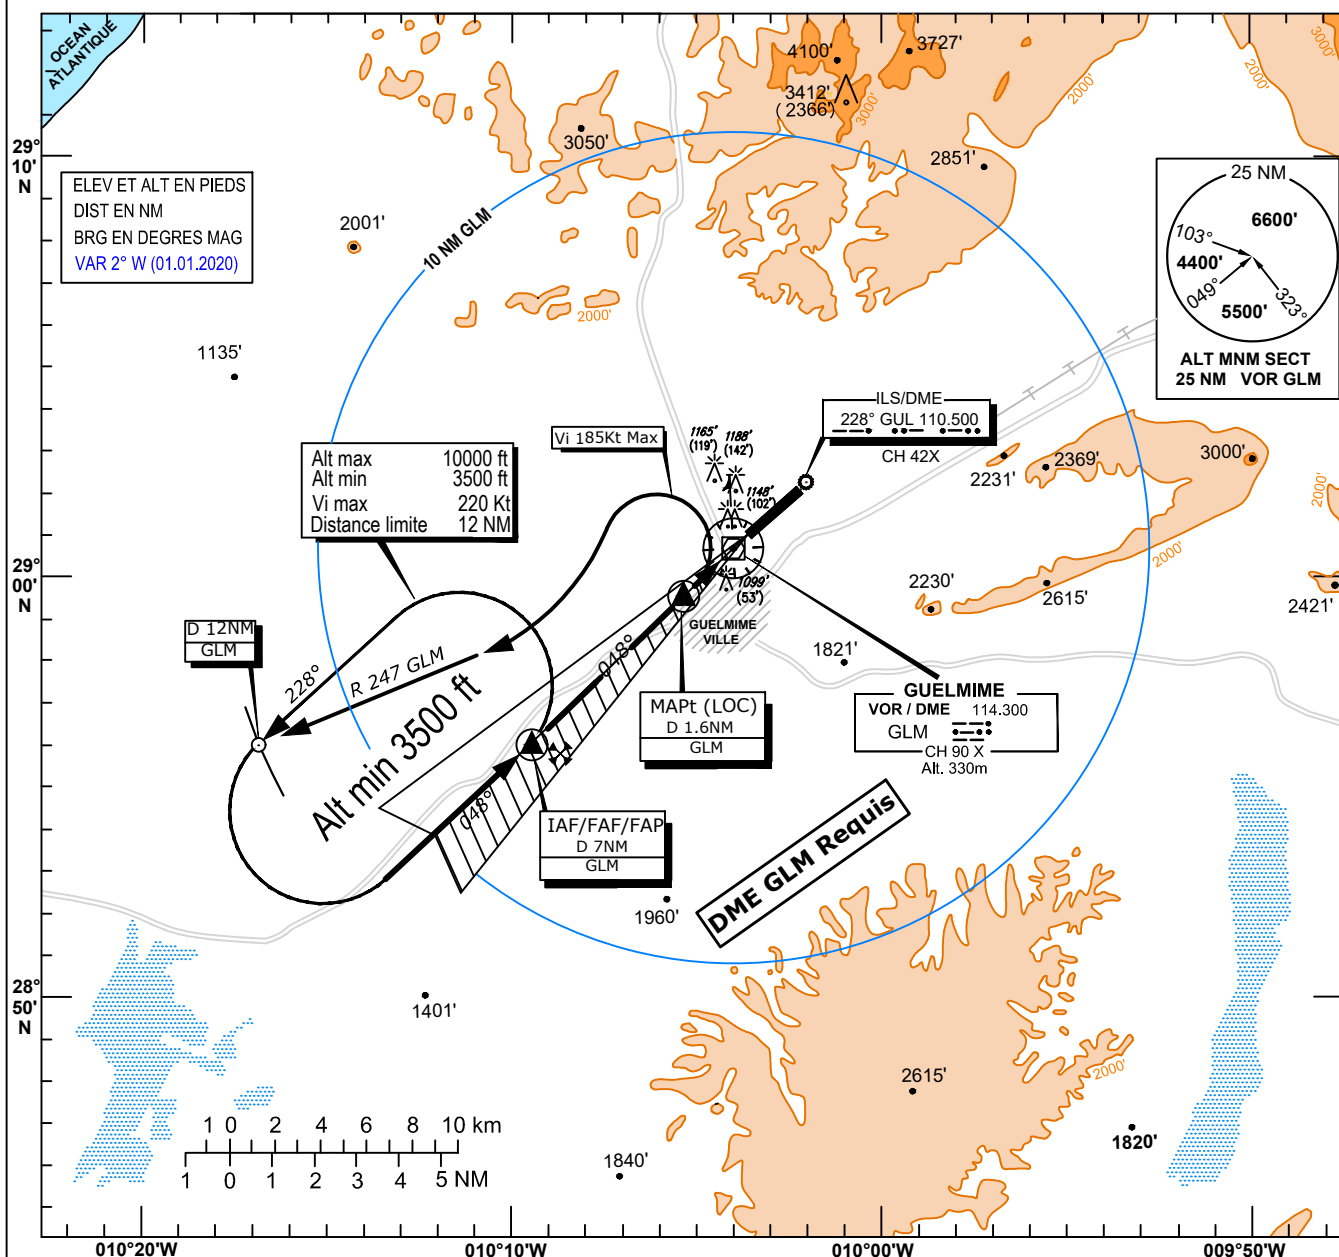 OCEAN
ATLANTIQUE
4100'
3727'
3412'
(2366')
3000'
2000'
2000'
3000'
3050'
2851'
29°
10'
N
ELEV ET ALT EN PIEDS
DIST EN NM
BRG EN DEGRES MAG
VAR 2° W (01.01.2020)
2001'
10 NM GLM
25 NM
6600'
103°
4400'
049°
5500'
323°
ALT MNM SECT
25 NM VOR GLM
2000'
1135'
ILS/DME
228° GUL 110.500
CH 42X
Vi 185Kt Max
1165'
(119')
1188'
(142')
1148'
(102')
Alt max 10000 ft
Alt min 3500 ft
Vi max 220 Kt
Distance limite 12 NM
2231'
2369'
3000'
2000'
2000'
29°
00'
N
1099'
(53')
2230'
2615'
2421'
GUELMIME
VILLE
D 12NM
GLM
228°
R 247 GLM
048°
1821'
Alt min 3500 ft
MAPt (LOC)
D 1.6NM
GLM
GUELMIME
VOR / DME 114.300
GLM
CH 90 X
Alt. 330m
048°
IAF/FAF/FAP
D 7NM
GLM
DME GLM Requis
1960'
28°
50'
N
1401'
2615'
2000'
1820'
1840'
1 0 2 4 6 8 10 km
1 0 1 2 3 4 5 NM
010°20'W
010°10'W
010°00'W
009°50'W